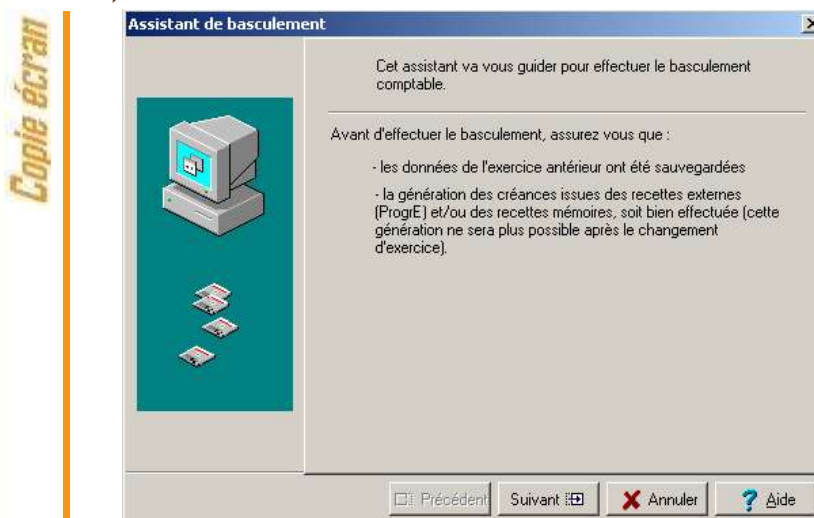 Copie écran
Assistant de basculement
Cet assistant va vous guider pour effectuer le basculement
comptable.
Avant d'effectuer le basculement, assurez vous que :
- les données de l'exercice antérieur ont été sauvegardées
- la génération des créances issues des recettes externes
(ProgrE) et/ou des recettes mémoires, soit bien effectuée (cette
génération ne sera plus possible après le changement
d'exercice).
Précédent Suivant Annuler Aide